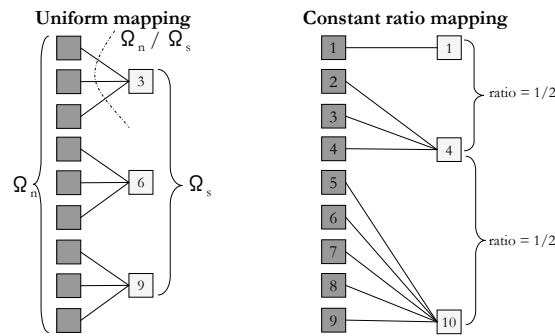 Uniform mapping
Ω_n / Ω_s
3
6
9
Ω_n
Ω_s
Constant ratio mapping
1
2
3
4
5
6
7
8
9
1
4
10
ratio = 1/2
ratio = 1/2